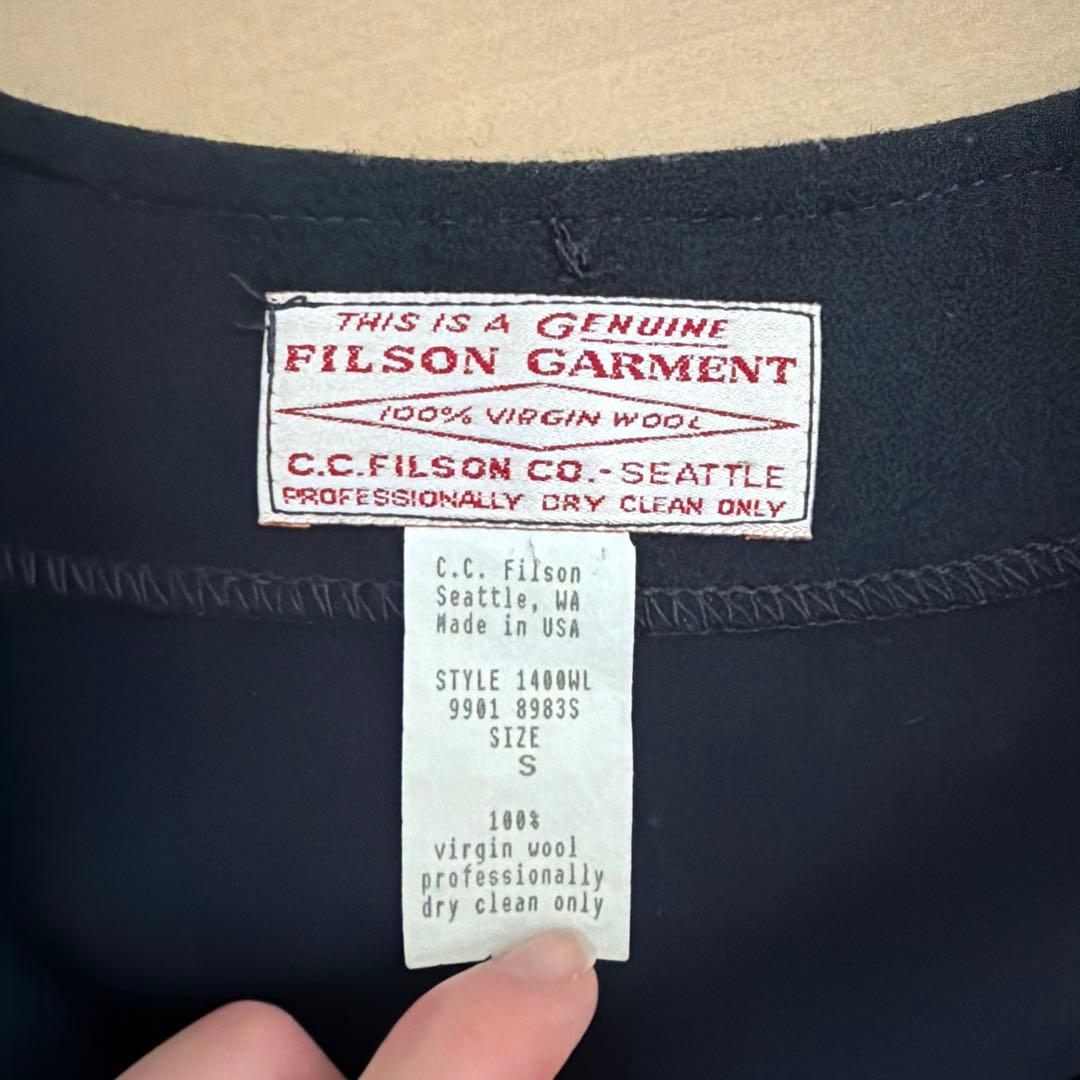 THIS IS A GENUINE
FILSON GARMENT
100% VIRGIN WOOL
C.C.FILSON CO.-SEATTLE
PROFESSIONALLY DRY CLEAN ONLY
C.C. Filson
Seattle, WA
Made in USA
STYLE 1400WL
9901 8983S
SIZE
S
100%
virgin wool
professionally
dry clean only